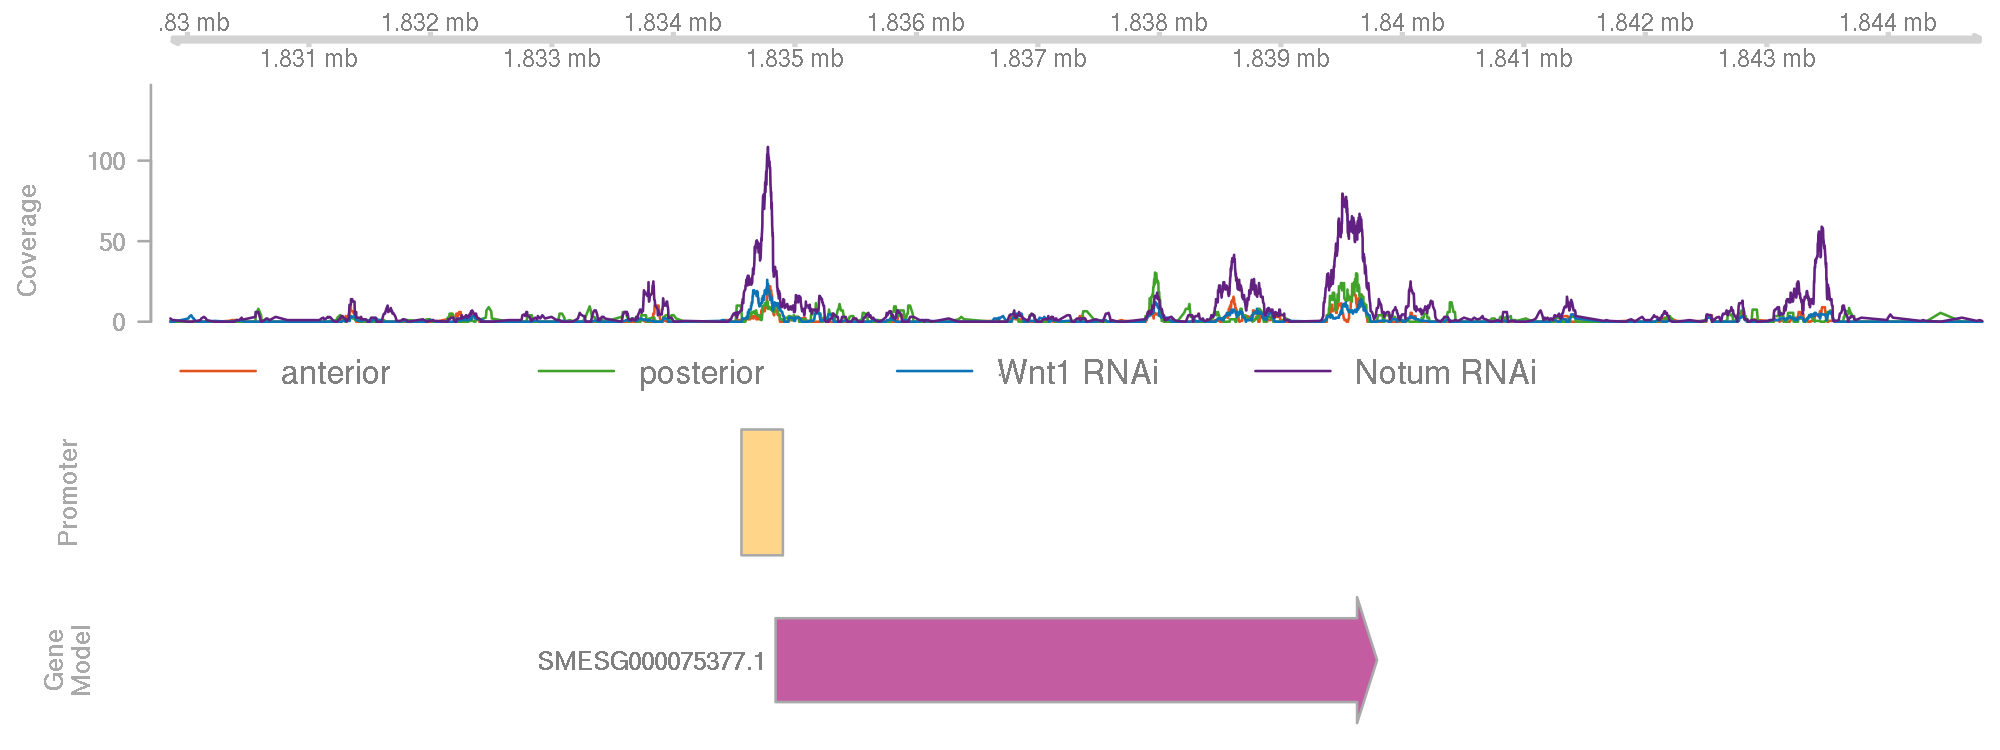 .83 mb 1.832 mb 1.834 mb 1.836 mb 1.838 mb 1.84 mb 1.842 mb 1.844 mb
1.831 mb 1.833 mb 1.835 mb 1.837 mb 1.839 mb 1.841 mb 1.843 mb
Coverage
100
50
0
anterior posterior Wnt1 RNAi Notum RNAi
Promoter
Gene
Model
SMESG000075377.1